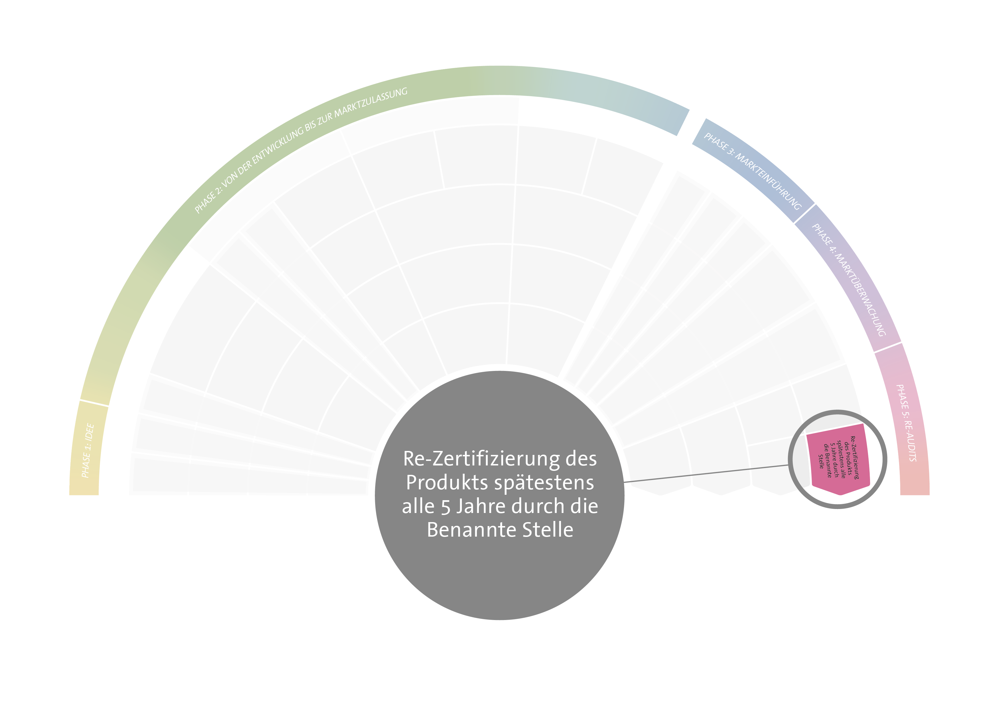 PHASE 1: IDEE
PHASE 2: VON DER ENTWICKLUNG BIS ZUR MARKTZULASSUNG
PHASE 3: MARKTEINFÜHRUNG
PHASE 4: MARKTÜBERWACHUNG
PHASE 5: RE-AUDITS
Re-Zertifizierung
des Produkts
spätestens alle
5 Jahre durch
die Benannte
Stelle
Re-Zertifizierung des
Produkts spätestens
alle 5 Jahre durch die
Benannte Stelle